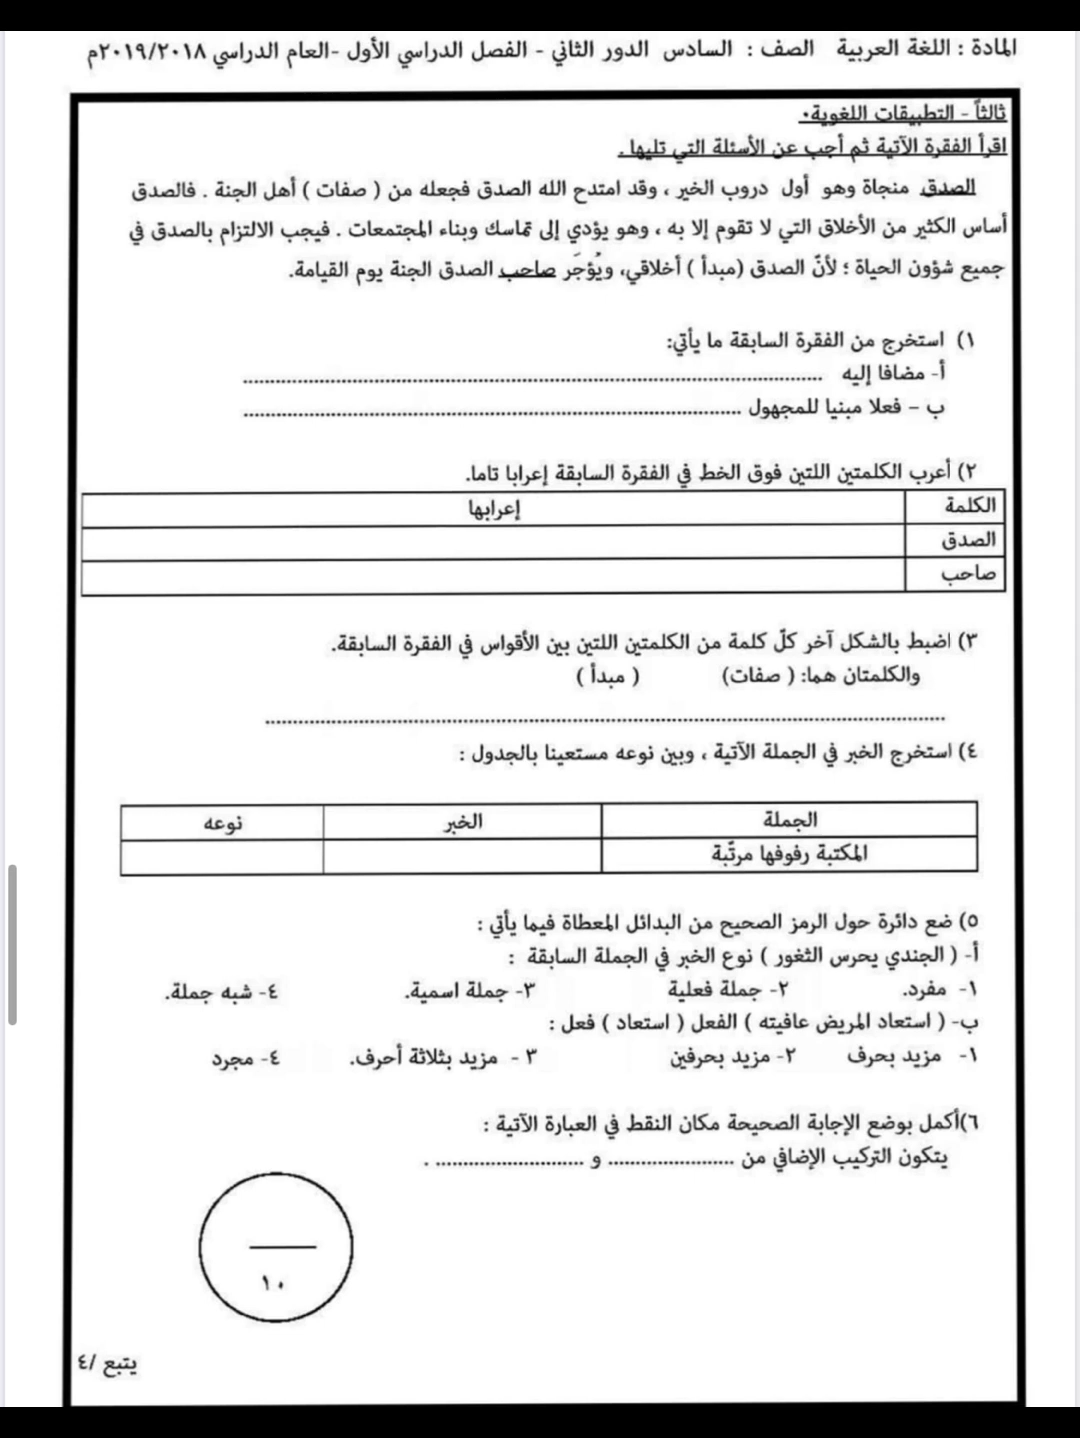 المادة : اللغة العربية   الصف :  السادس  الدور الثاني - الفصل الدراسي الأول -العام الدراسي ٢٠١٩/٢٠١٨م
ثالثاً - التطبيقات اللغوية.
اقرأ الفقرة الآتية ثم أجب عن الأسئلة التي تليها .
الصدق منجاة وهو أول دروب الخير ، وقد امتدح الله الصدق فجعله من ( صفات ) أهل الجنة . فالصدق
أساس الكثير من الأخلاق التي لا تقوم إلا به ، وهو يؤدي إلى تماسك وبناء المجتمعات . فيجب الالتزام بالصدق في
جميع شؤون الحياة ؛ لأنّ الصدق (مبدأ ) أخلاقي، ويُؤجَر صاحب الصدق الجنة يوم القيامة.
١) استخرج من الفقرة السابقة ما يأتي:
أ- مضافا إليه ..............................
ب - فعلا مبنيا للمجهول ..............................
٢) أعرب الكلمتين اللتين فوق الخط في الفقرة السابقة إعرابا تاما.
الكلمة إعرابها
الصدق
صاحب
٣) اضبط بالشكل آخر كلّ كلمة من الكلمتين اللتين بين الأقواس في الفقرة السابقة.
والكلمتان هما: ( صفات) ( مبدأ )
..............................
٤) استخرج الخبر في الجملة الآتية ، وبين نوعه مستعينا بالجدول :
الجملة الخبر نوعه
المكتبة رفوفها مرتّبة
٥) ضع دائرة حول الرمز الصحيح من البدائل المعطاة فيما يأتي :
أ- ( الجندي يحرس الثغور ) نوع الخبر في الجملة السابقة :
١- مفرد. ٢- جملة فعلية ٣- جملة اسمية. ٤- شبه جملة.
ب- ( استعاد المريض عافيته ) الفعل ( استعاد ) فعل :
١- مزيد بحرف ٢- مزيد بحرفين ٣ - مزيد بثلاثة أحرف. ٤- مجرد
٦)أكمل بوضع الإجابة الصحيحة مكان النقط في العبارة الآتية :
يتكون التركيب الإضافي من ...................... و .......................... .
١٠
يتبع /٤